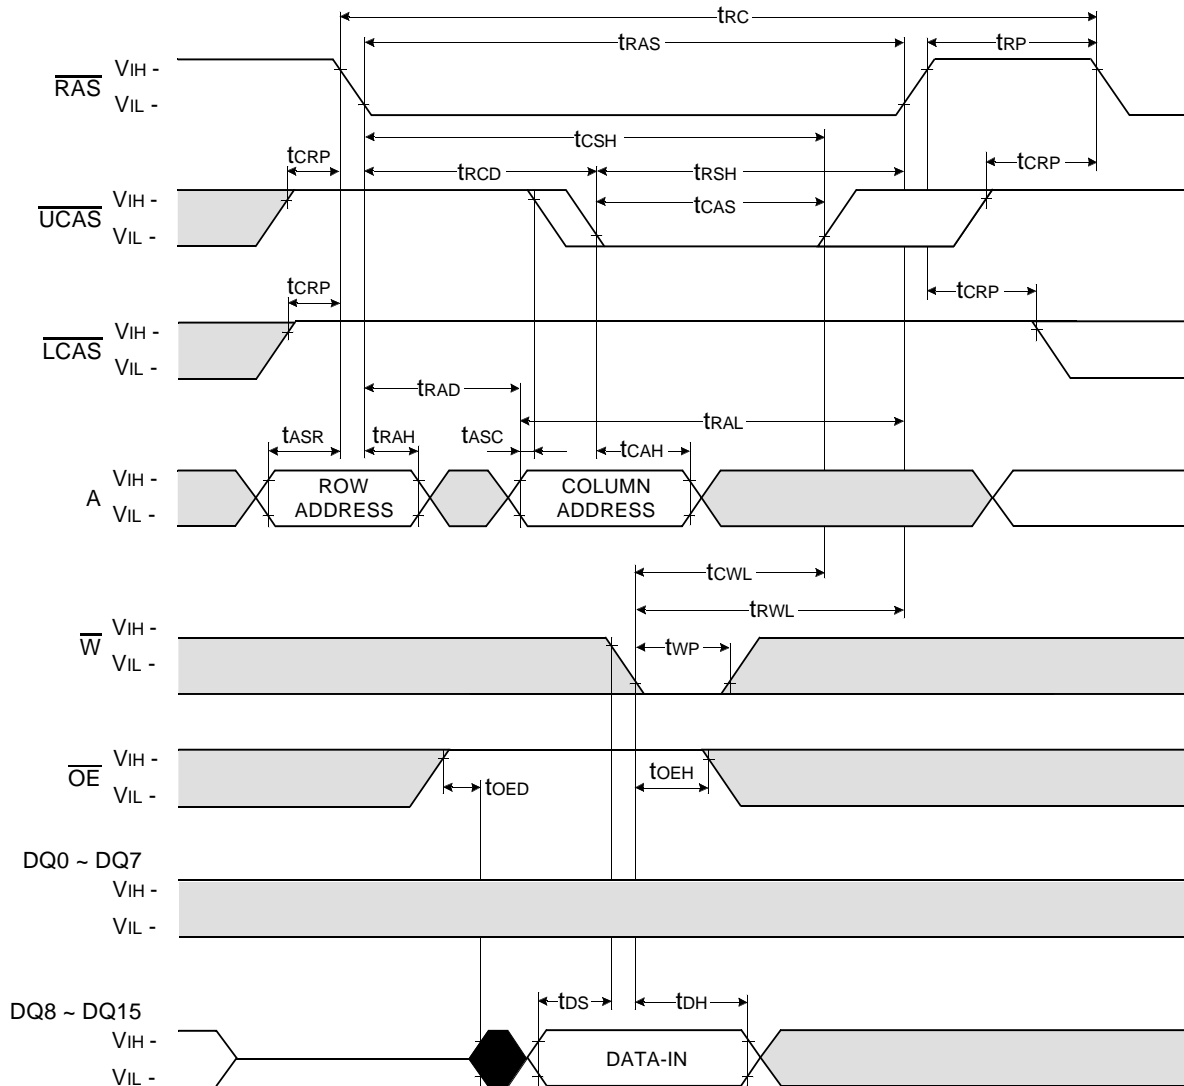 tRC
tRAS tRP
RAS VIH -
VIL -
tCSH
tCRP tRCD tRSH tCRP
UCAS VIH - tCAS
VIL -
tCRP tCRP
LCAS VIH -
VIL -
tRAD
tRAL
tASR tRAH tASC tCAH
A VIH - ROW ADDRESS COLUMN ADDRESS
VIL -
tCWL
tRWL
W VIH -
VIL - tWP
OE VIH -
VIL - tOED tOEH
DQ0 ~ DQ7
VIH -
VIL -
DQ8 ~ DQ15 tDS tDH
VIH -
DATA-IN
VIL -